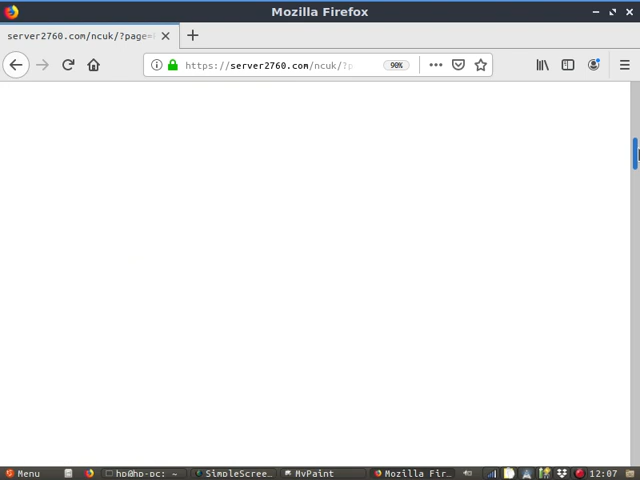 Mozilla Firefox
server2760.com/ncuk/?page=
https://server2760.com/ncuk/?p
90%
Menu
hp@hp-pc: ~
SimpleScree...
MyPaint
Mozilla Fir...
12:07